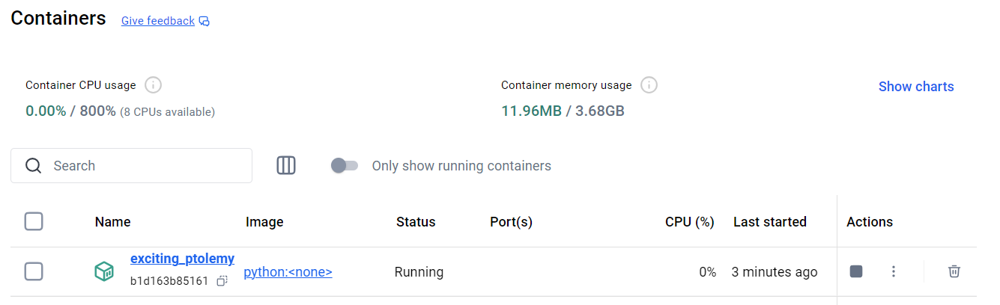 Containers Give feedback
Container CPU usage
0.00% / 800% (8 CPUs available)
Container memory usage
11.96MB / 3.68GB
Show charts
Search
Only show running containers
Name Image Status Port(s) CPU (%) Last started Actions
exciting_ptolemy
b1d163b85161
python:<none> Running 0% 3 minutes ago